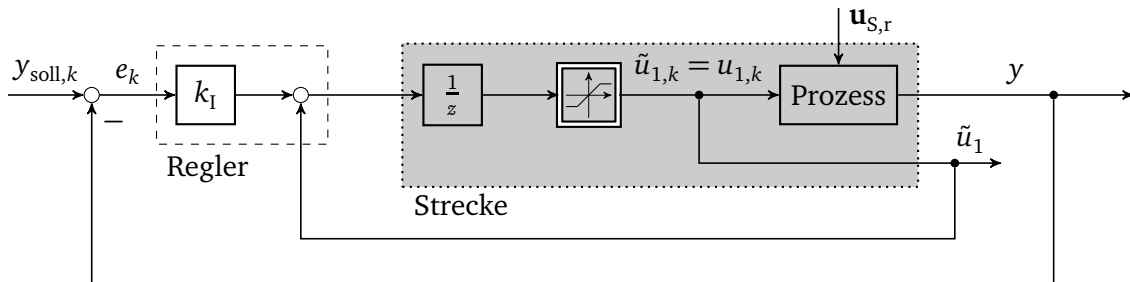 u_S,r
y_soll,k
e_k
k_I
1/z
ũ_1,k = u_1,k
Prozess
y
−
Regler
ũ_1
Strecke